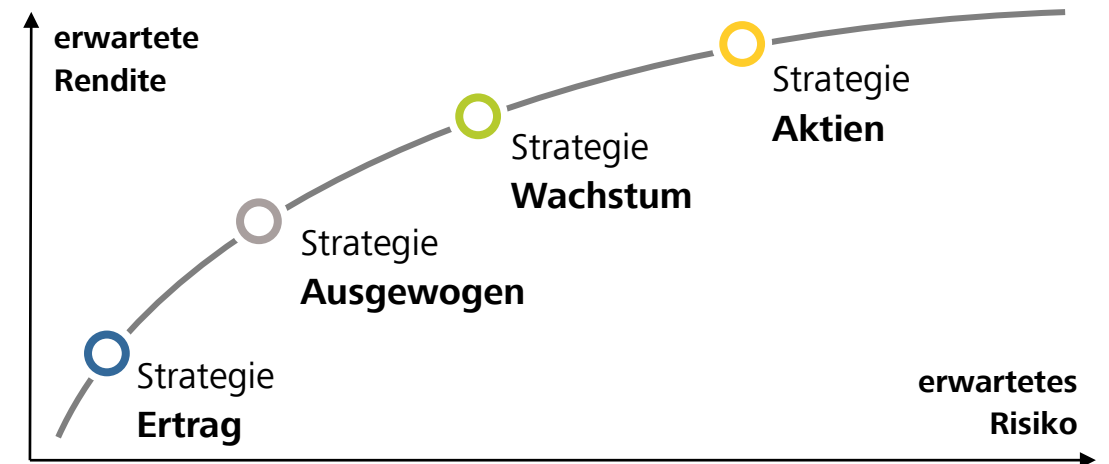 erwartete
Rendite
Strategie
Aktien
Strategie
Wachstum
Strategie
Ausgewogen
Strategie
Ertrag
erwartetes
Risiko